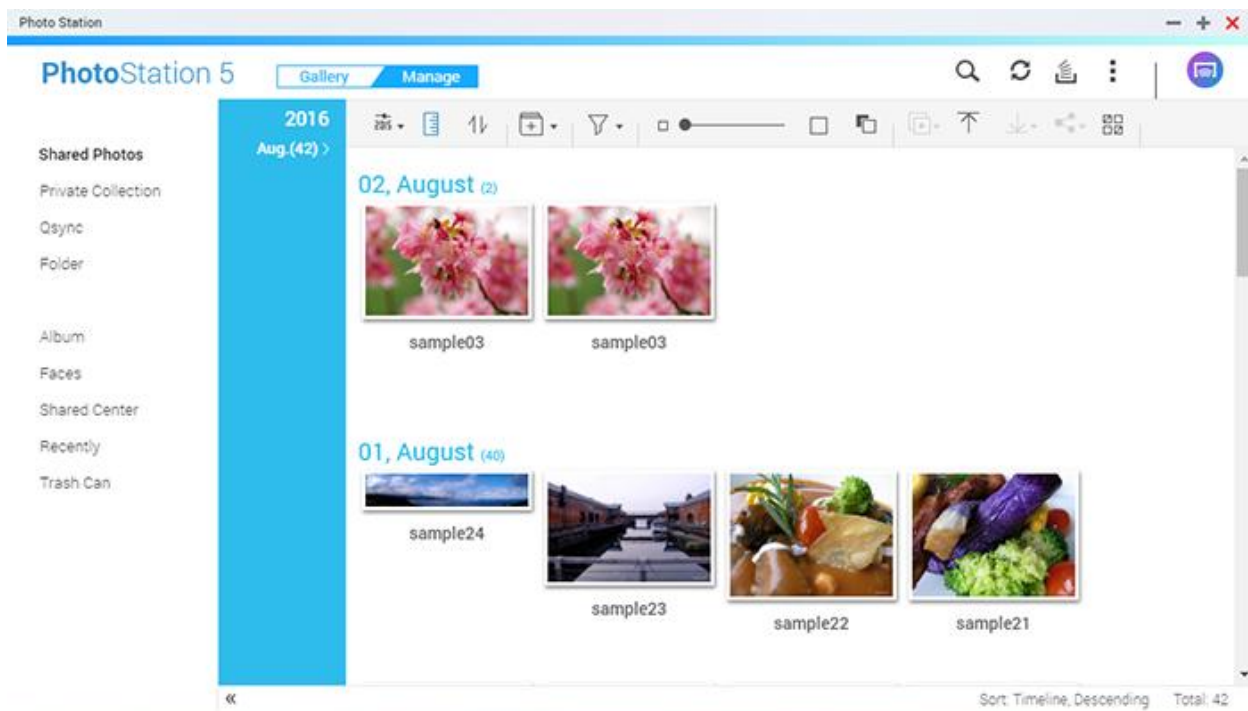 Photo Station
PhotoStation 5
Gallery
Manage
Shared Photos
Private Collection
Qsync
Folder
Album
Faces
Shared Center
Recently
Trash Can
2016
Aug.(42) >
02, August (2)
sample03
sample03
01, August (40)
sample24
sample23
sample22
sample21
«
Sort: Timeline, Descending
Total: 42